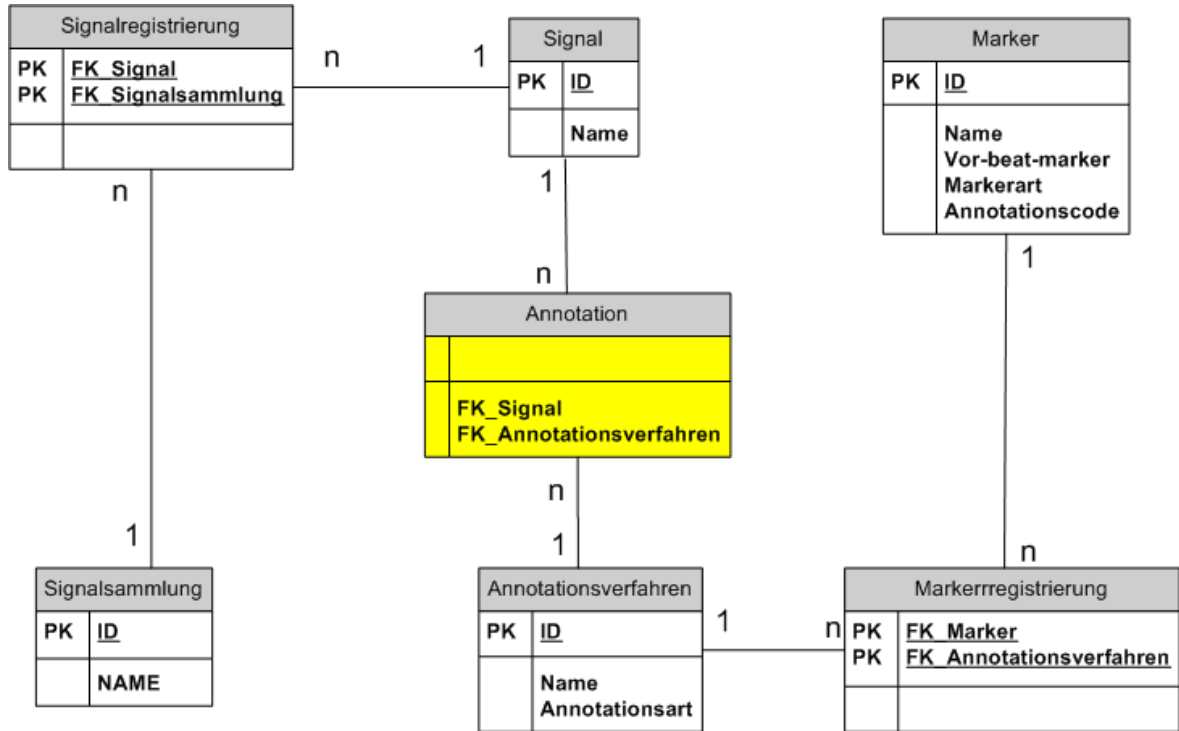 Signalregistrierung
PK FK_Signal
PK FK_Signalsammlung
n
1
n
Signal
PK ID
Name
1
n
Marker
PK ID
Name
Vor-beat-marker
Markerart
Annotationscode
1
n
Annotation
FK_Signal
FK_Annotationsverfahren
n
1
1
Signalsammlung
PK ID
NAME
Annotationsverfahren
PK ID
Name
Annotationsart
1
n
Markerrregistrierung
PK FK_Marker
PK FK_Annotationsverfahren